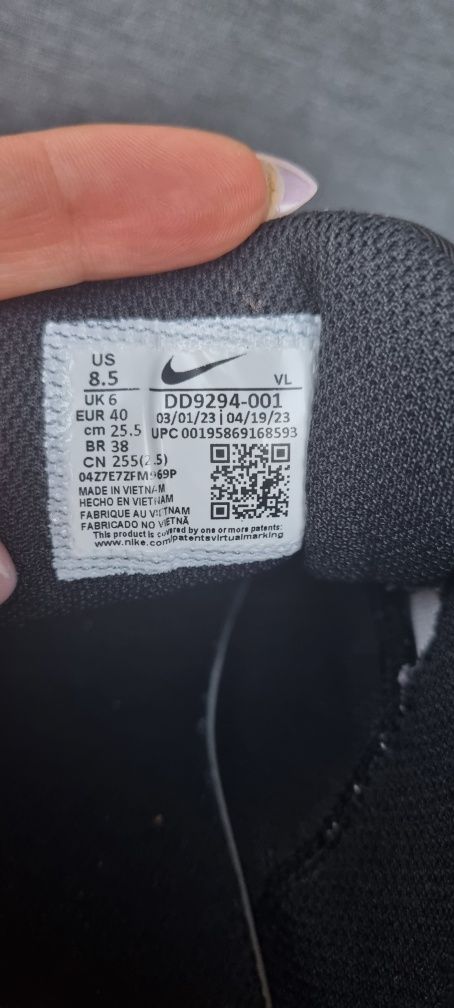 US
8.5
VL
UK 6
DD9294-001
EUR 40
03/01/23 | 04/19/23
cm 25.5
UPC 00195869168593
BR 38
CN 255(2.5)
MADE IN VIETNAM
HECHO EN VIETNAM
FABRIQUE AU VIETNAM
FABRICADO NO VIETNÃ
This product is covered by one or more patents:
www.nike.com/patentsvirtualmarking